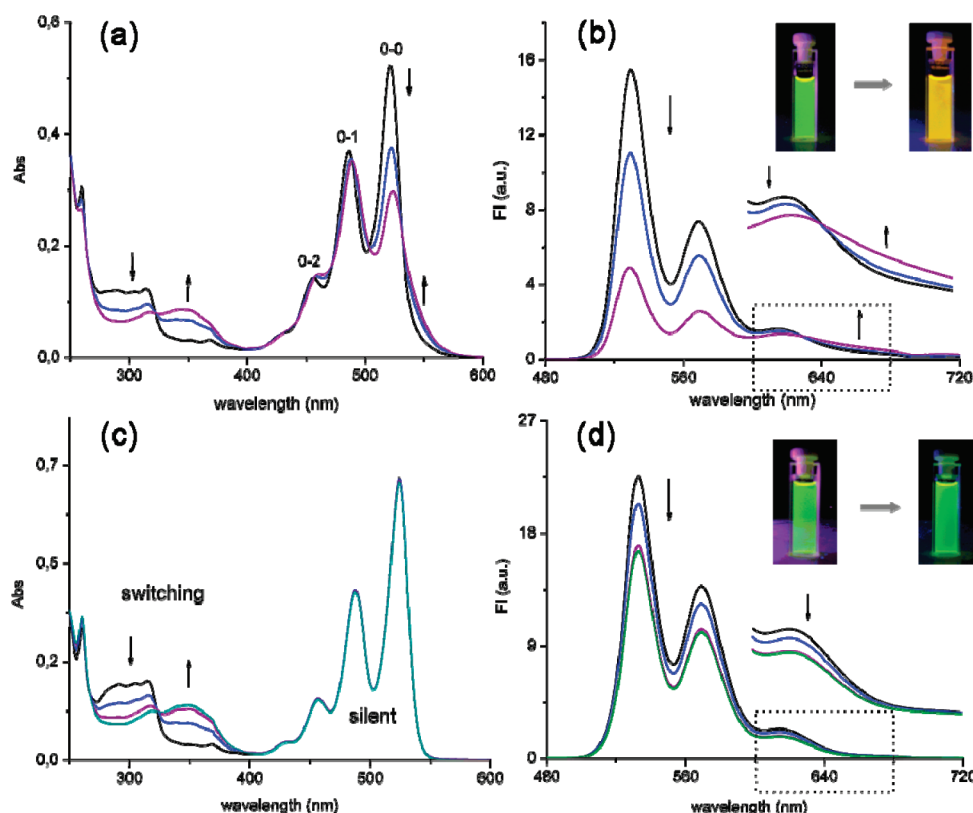 (a)
0,6
0,4
0,2
0,0
Abs
0-0
0-1
0-2
300
400
500
600
wavelength (nm)
(b)
18
12
8
4
0
FI (a.u.)
480
560
640
720
wavelength (nm)
(c)
0,7
0,5
0,2
0,0
Abs
switching
silent
300
400
500
600
wavelength (nm)
(d)
27
18
9
0
FI (a.u.)
480
560
640
720
wavelength (nm)